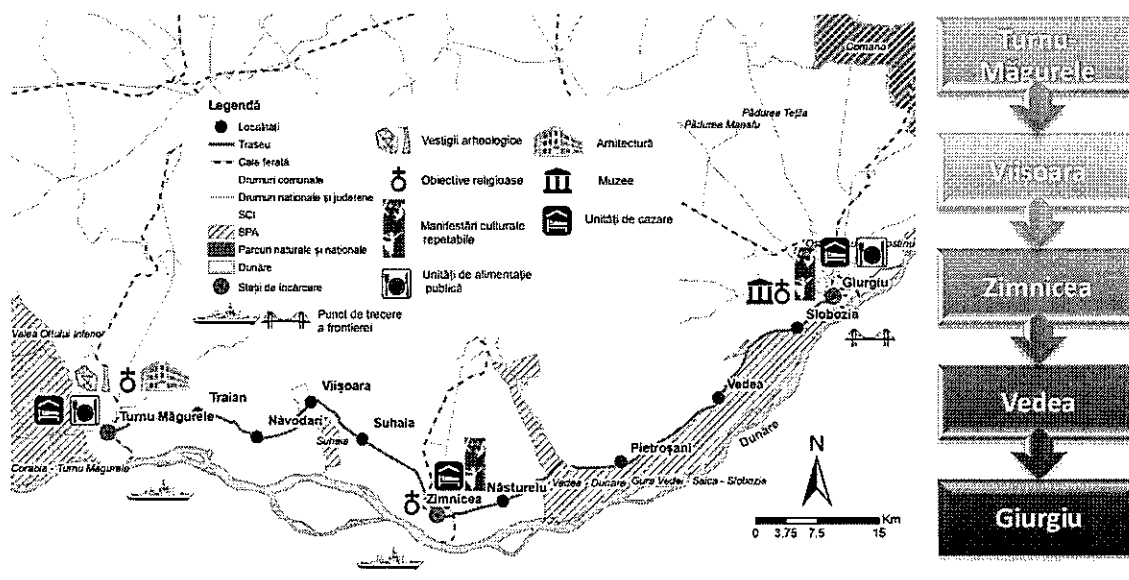 Comana
Pădurea Teșila
Pădurea Manafu
Legendă
Localități
Traseu
Cale ferată
Drumuri comunale
Drumuri naționale și județene
SCI
SPA
Parcuri naturale și naționale
Dunăre
Stații de încărcare
Punct de trecere
a frontierei
Vestigii arheologice
Obiective religioase
Manifestări culturale
repetabile
Unități de alimentație
publică
Arhitectură
Muzee
Unități de cazare
Valea Oltului Inferior
Turnu Măgurele
Traian
Năvodari
Viișoara
Suhaia
Suhaia
Zimnicea
Năsturelu
Pietroșani
Vedea
Slobozia
Giurgiu
Dunăre
Corabia - Turnu Măgurele
Vedea - Dunăre
Gura Vedei - Șaica - Slobozia
N
Km
0 3.75 7.5 15
Turnu
Măgurele
Viișoara
Zimnicea
Vedea
Giurgiu